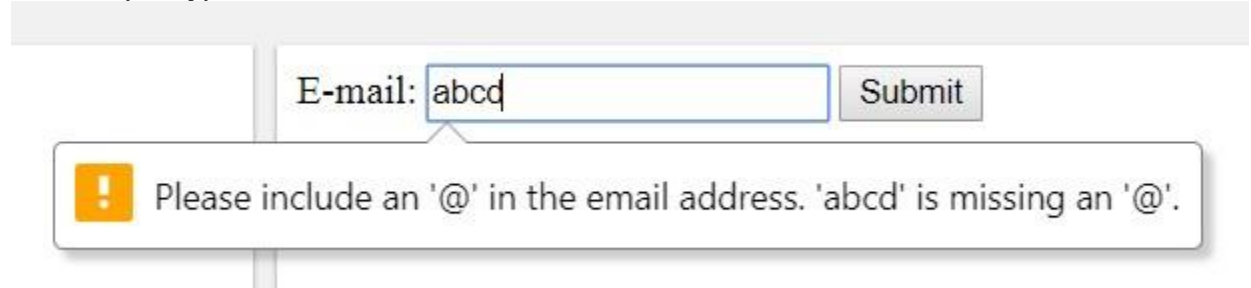 E-mail: abcd Submit
Please include an '@' in the email address. 'abcd' is missing an '@'.